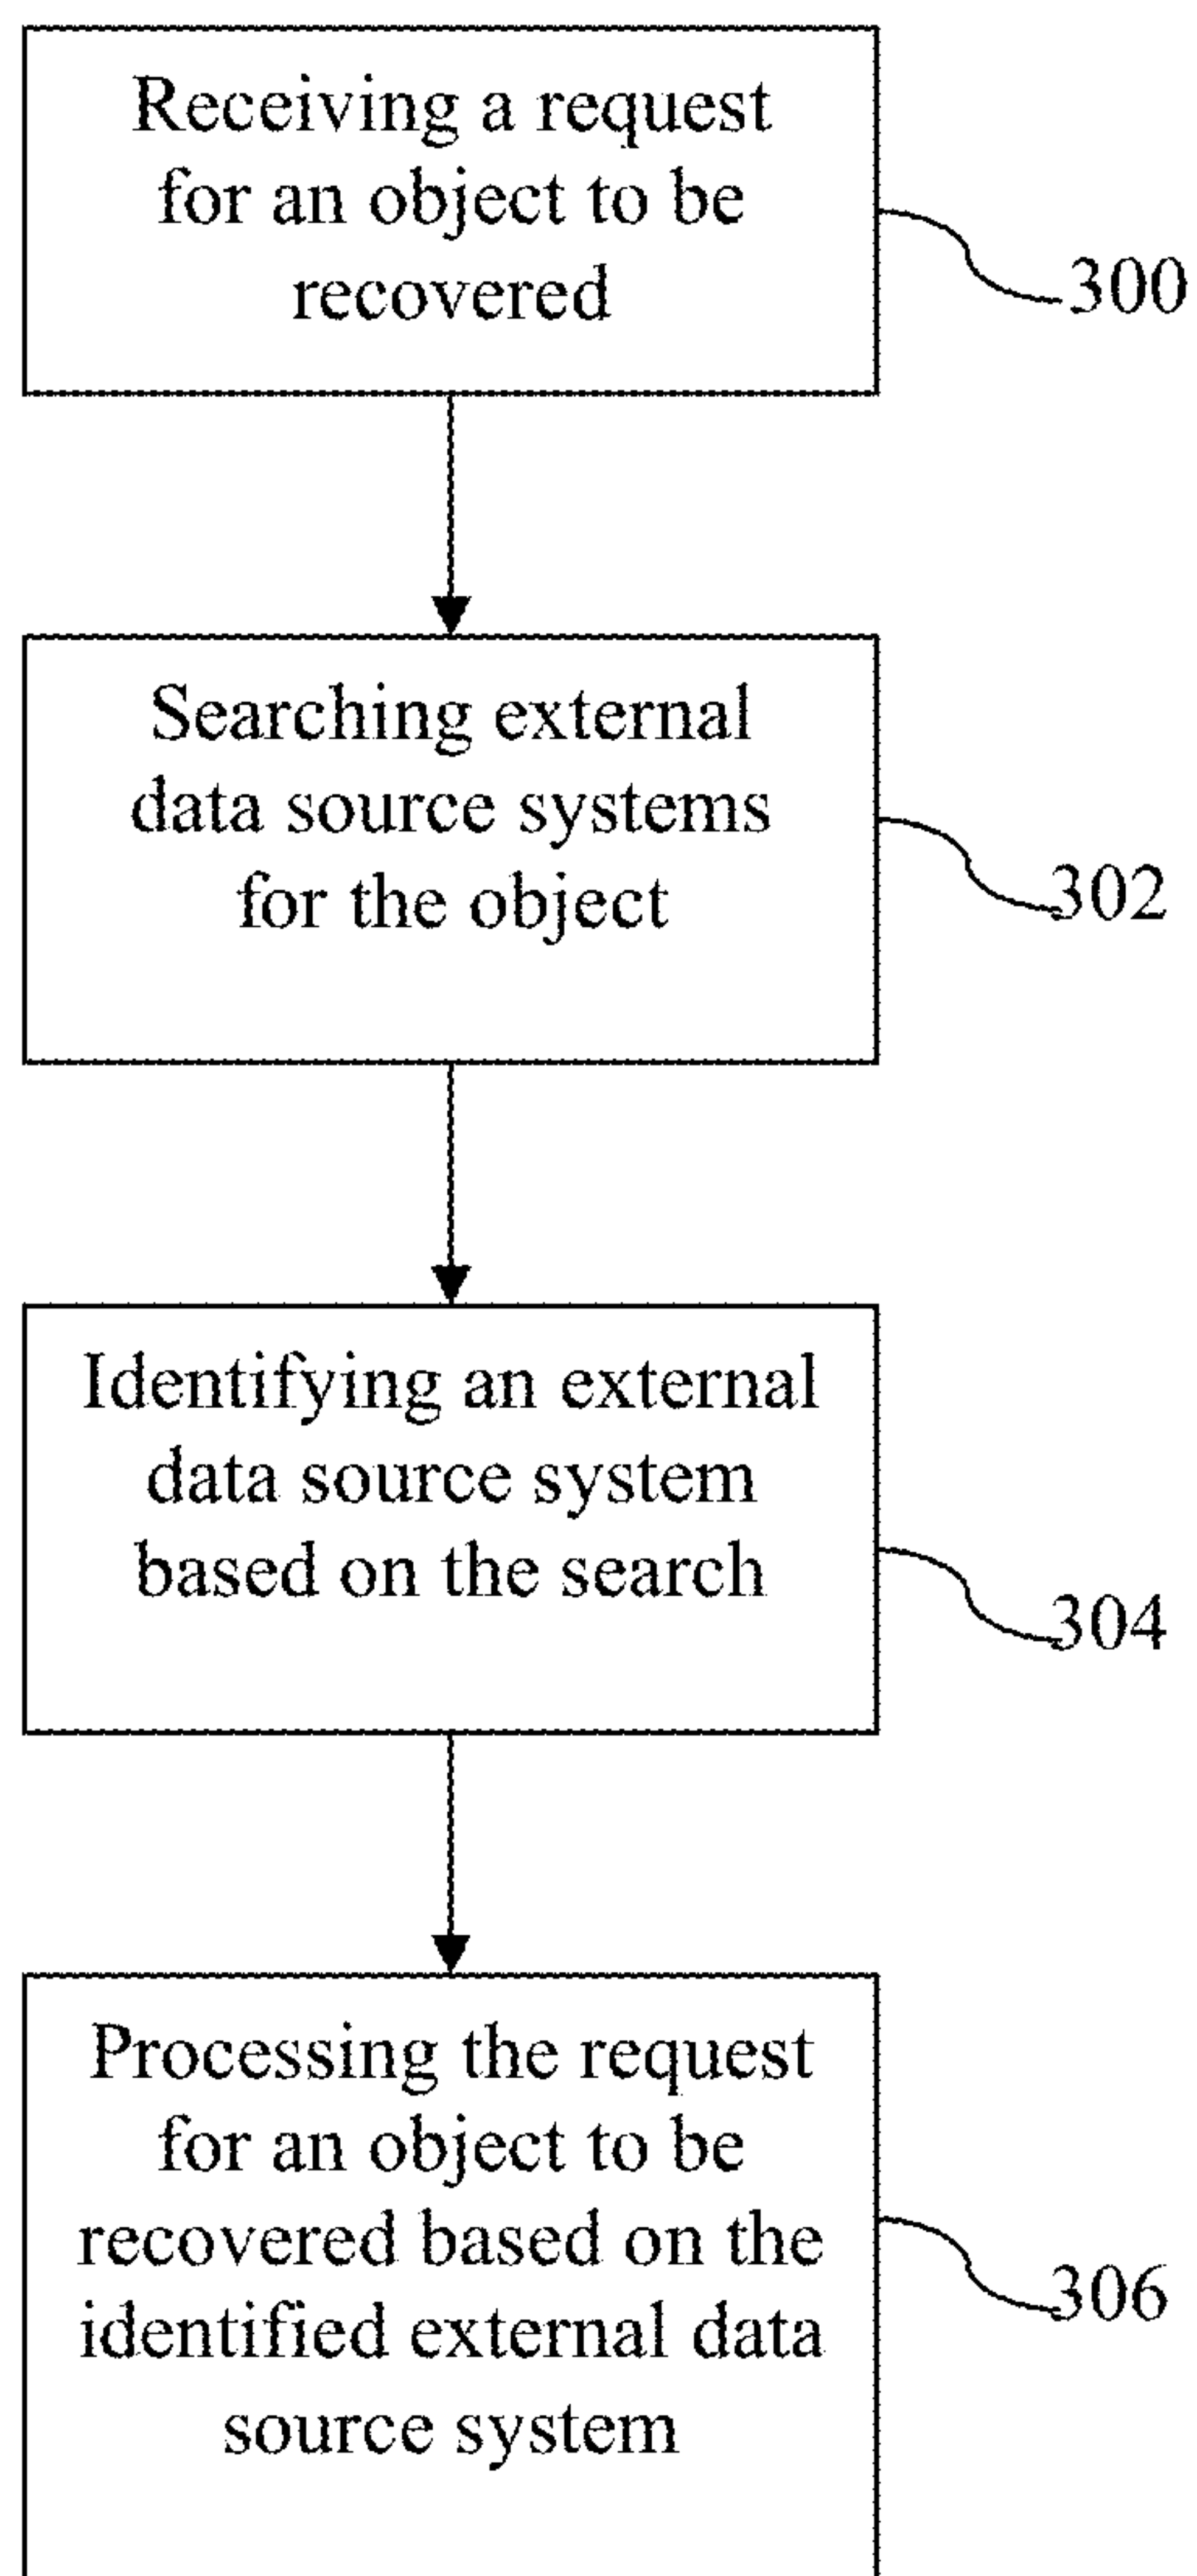 Receiving a request
for an object to be
recovered
300
Searching external
data source systems
for the object
302
Identifying an external
data source system
based on the search
304
Processing the request
for an object to be
recovered based on the
identified external data
source system
306